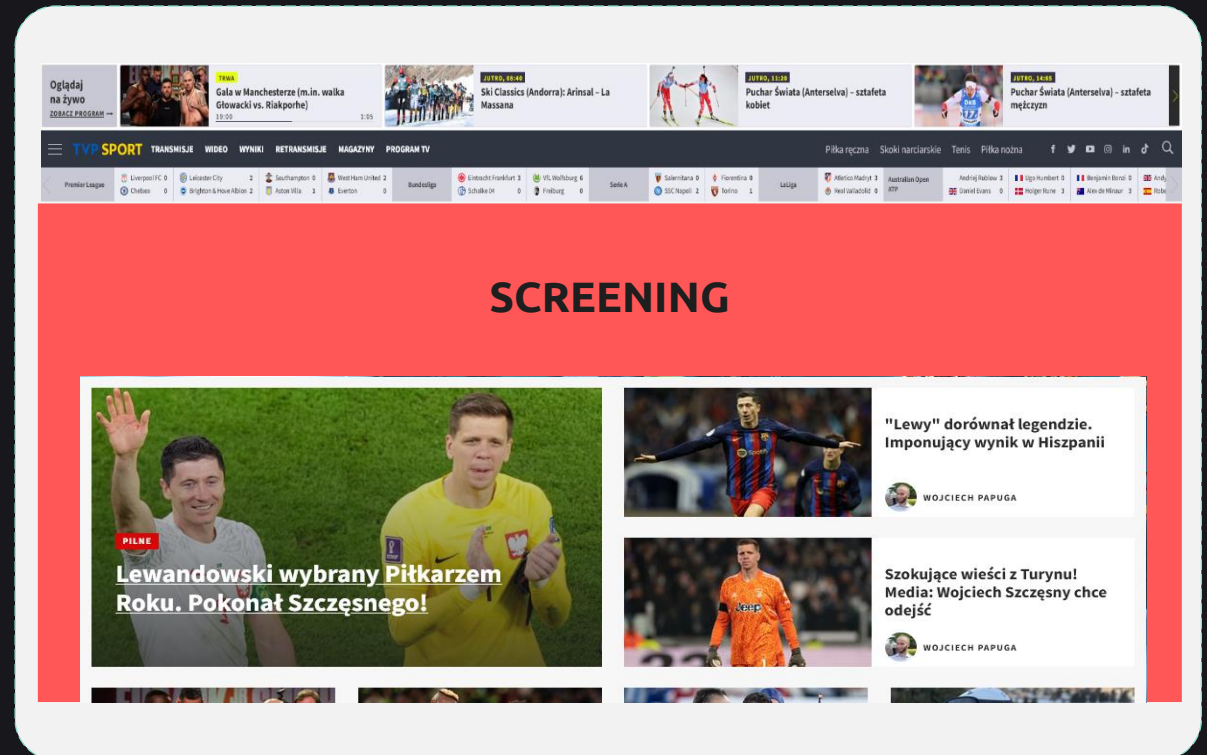 Oglądaj
na żywo
ZOBACZ PROGRAM →
TRWA
Gala w Manchesterze (m.in. walka
Głowacki vs. Riakporhe)
19:00 1:05
JUTRO, 08:40
Ski Classics (Andorra): Arinsal – La
Massana
JUTRO, 11:20
Puchar Świata (Anterselva) – sztafeta
kobiet
JUTRO, 14:05
Puchar Świata (Anterselva) – sztafeta
mężczyzn
TVP SPORT TRANSMISJE WIDEO WYNIKI RETRANSMISJE MAGAZYNY PROGRAM TV
Piłka ręczna Skoki narciarskie Tenis Piłka nożna
Premier League
Liverpool FC 0
Chelsea 0
Leicester City 2
Brighton & Hove Albion 2
Southampton 0
Aston Villa 1
West Ham United 2
Everton 0
Bundesliga
Eintracht Frankfurt 3
Schalke 04 0
VfL Wolfsburg 6
Freiburg 0
Serie A
Salernitana 0
SSC Napoli 2
Fiorentina 0
Torino 1
LaLiga
Atletico Madryt 3
Real Valladolid 0
Australian Open
ATP
Andriej Rublow 3
Daniel Evans 0
Ugo Humbert 0
Holger Rune 3
Benjamin Bonzi 0
Alex de Minaur 3
Andy
Robe
SCREENING
PILNE
Lewandowski wybrany Piłkarzem
Roku. Pokonał Szczęsnego!
"Lewy" dorównał legendzie.
Imponujący wynik w Hiszpanii
WOJCIECH PAPUGA
Jeep
Szokujące wieści z Turynu!
Media: Wojciech Szczęsny chce
odejść
WOJCIECH PAPUGA